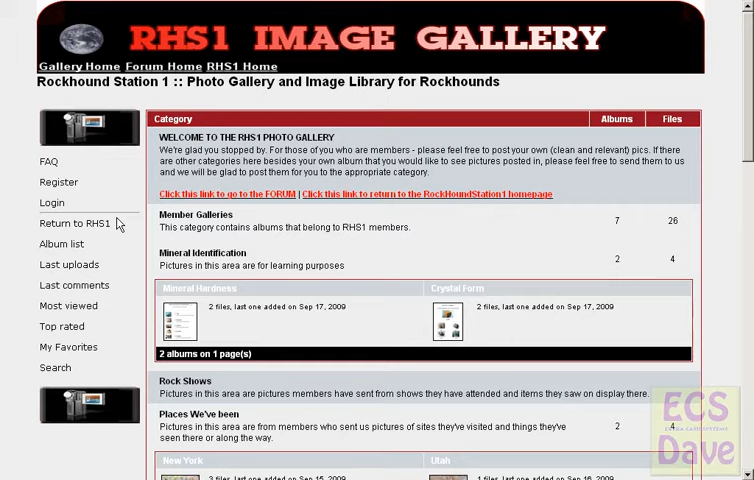 RHS1 IMAGE GALLERY
Gallery Home Forum Home RHS1 Home
Rockhound Station 1 :: Photo Gallery and Image Library for Rockhounds
FAQ
Register
Login
Return to RHS1
Album list
Last uploads
Last comments
Most viewed
Top rated
My Favorites
Search
Category Albums Files
WELCOME TO THE RHS1 PHOTO GALLERY
We're glad you stopped by. For those of you who are members - please feel free to post your own (clean and relevant) pics. If there
are other categories here besides your own album that you would like to see pictures posted in, please feel free to send them to us
and we will be glad to post them for you to the appropriate category.
Click this link to go to the FORUM | Click this link to return to the RockHoundStation1 homepage
Member Galleries 7 26
This category contains albums that belong to RHS1 members.
Mineral Identification 2 4
Pictures in this area are for learning purposes
Mineral Hardness Crystal Form
2 files, last one added on Sep 17, 2009 2 files, last one added on Sep 17, 2009
2 albums on 1 page(s)
Rock Shows
Pictures in this area are pictures members have sent from shows they have attended and items they saw on display there.
Places We've been 2 4
Pictures in this area are from members who sent us pictures of sites they've visited and things they've
seen there or along the way.
New York Utah
3 files, last one added on Sep 15, 2009 1 files, last one added on Sep 16, 2009
ECS
Dave